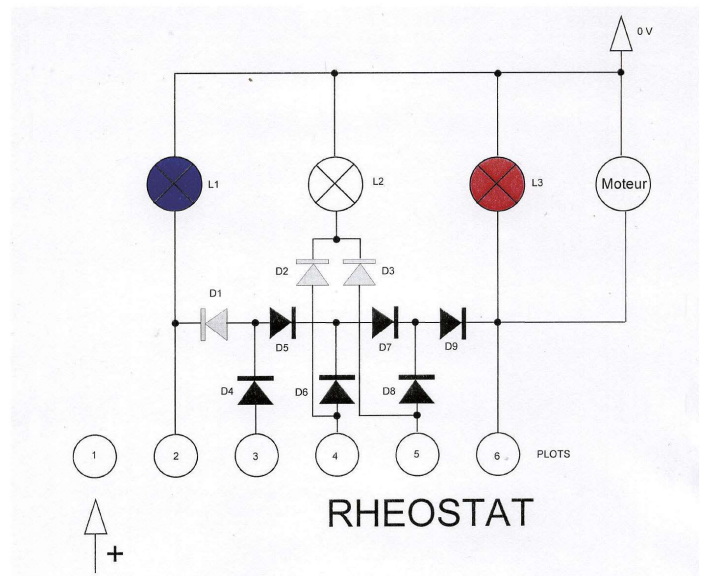 0 V
L1
L2
L3
Moteur
D2
D3
D1
D5
D7
D9
D4
D6
D8
1
2
3
4
5
6
PLOTS
RHEOSTAT
+